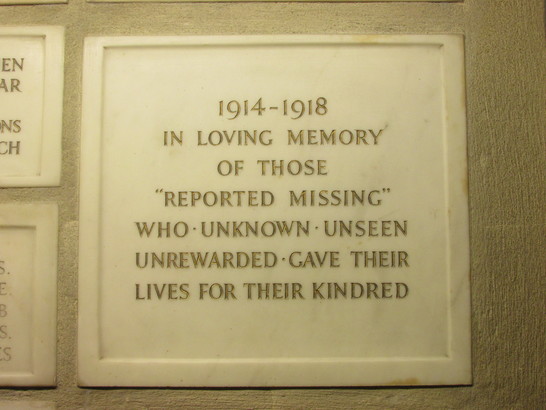 1914-1918
IN LOVING MEMORY
OF THOSE
"REPORTED MISSING"
WHO·UNKNOWN·UNSEEN
UNREWARDED·GAVE THEIR
LIVES FOR THEIR KINDRED